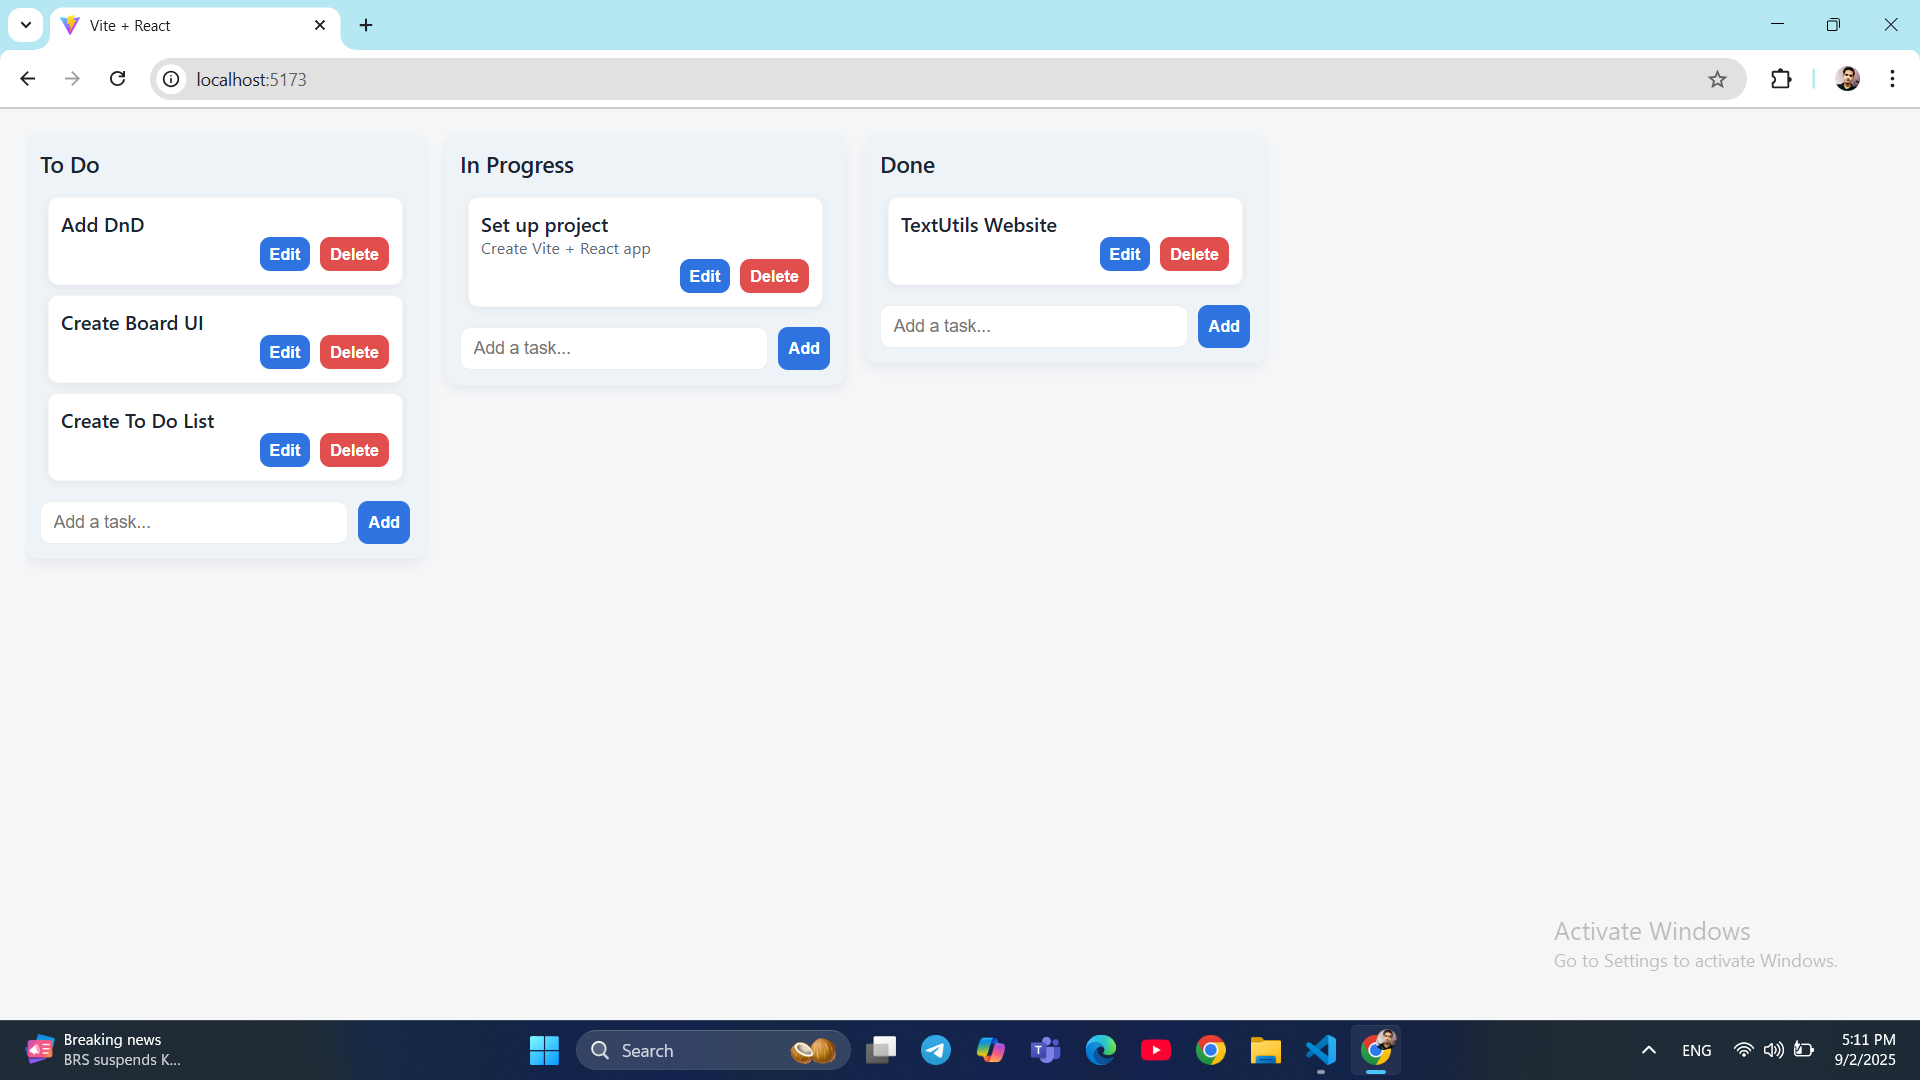 Vite + React
localhost:5173
To Do
Add DnD
Edit Delete
Create Board UI
Edit Delete
Create To Do List
Edit Delete
Add a task... Add
In Progress
Set up project
Create Vite + React app
Edit Delete
Add a task... Add
Done
TextUtils Website
Edit Delete
Add a task... Add
Activate Windows
Go to Settings to activate Windows.
Breaking news
BRS suspends K...
Search
ENG
5:11 PM
9/2/2025